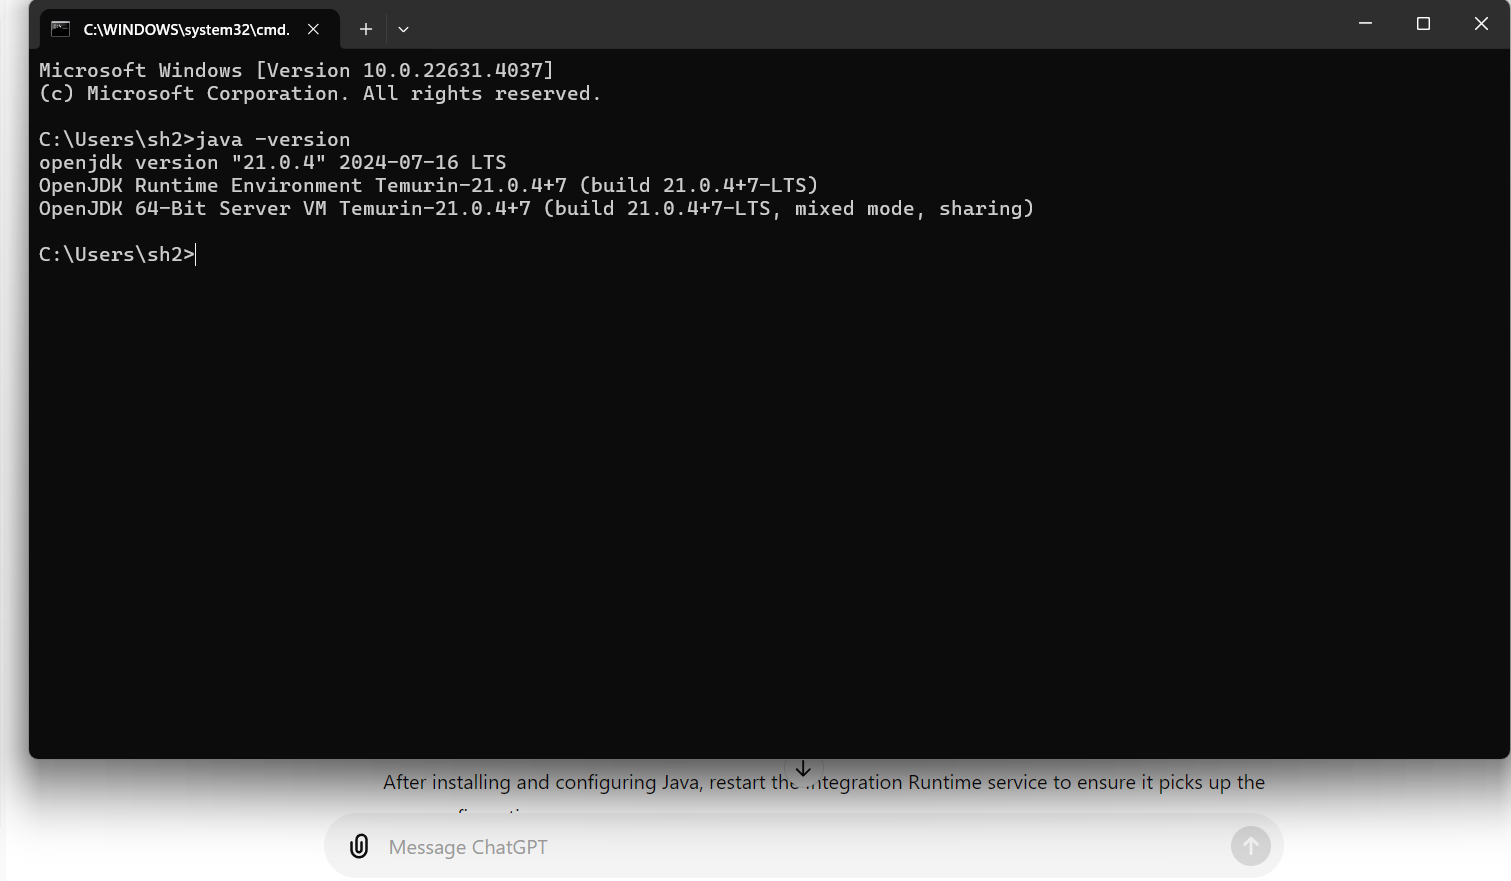 C:\WINDOWS\system32\cmd.
Microsoft Windows [Version 10.0.22631.4037]
(c) Microsoft Corporation. All rights reserved.
C:\Users\sh2>java -version
openjdk version "21.0.4" 2024-07-16 LTS
OpenJDK Runtime Environment Temurin-21.0.4+7 (build 21.0.4+7-LTS)
OpenJDK 64-Bit Server VM Temurin-21.0.4+7 (build 21.0.4+7-LTS, mixed mode, sharing)
C:\Users\sh2>
After installing and configuring Java, restart the Integration Runtime service to ensure it picks up the
Message ChatGPT